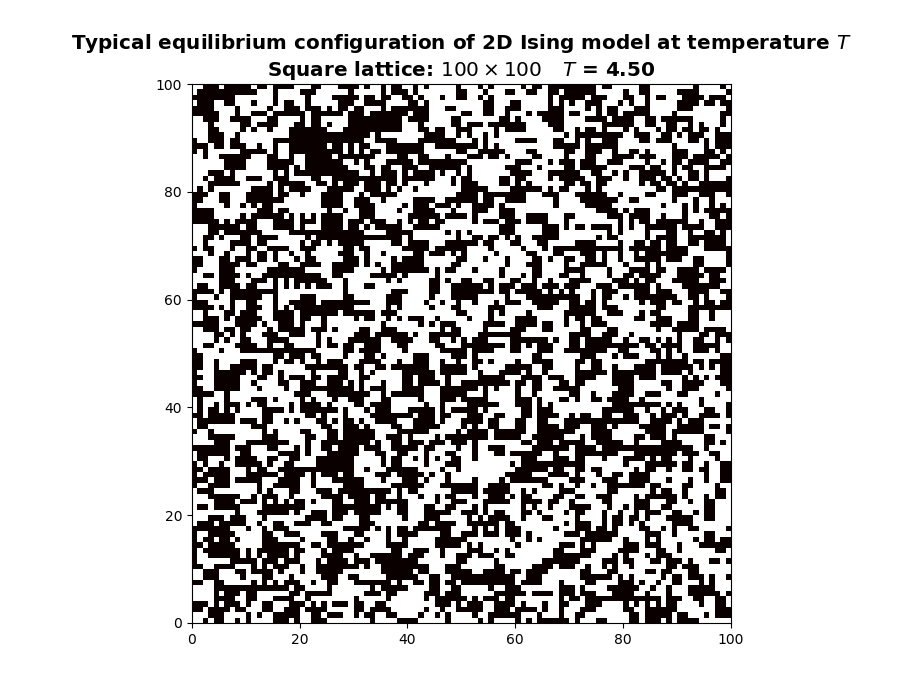 Typical equilibrium configuration of 2D Ising model at temperature T
Square lattice: 100 × 100 T = 4.50
100
80
60
40
20
0
0 20 40 60 80 100